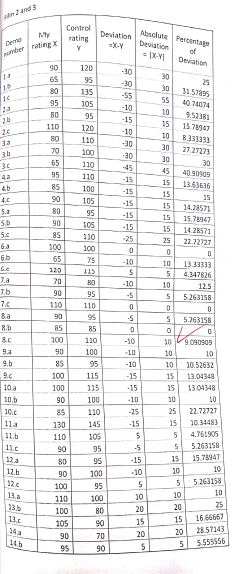 2 and 3
Demo number My rating X Control rating Y Deviation =X-Y Absolute Deviation = |X-Y| Percentage of Deviation
1.a 90 120 -30 30 25
1.b 65 95 -30 30 31.57895
1.c 80 135 -55 55 40.74074
2.a 95 105 -10 10 9.52381
2.b 80 95 -15 15 15.78947
2.c 110 120 -10 10 8.333333
3.a 80 110 -30 30 27.27273
3.b 70 100 -30 30 30
3.c 65 110 -45 45 40.90909
4.a 95 110 -15 15 13.63636
4.b 85 100 -15 15 15
4.c 90 105 -15 15 14.28571
5.a 80 95 -15 15 15.78947
5.b 90 105 -15 15 14.28571
5.c 85 110 -25 25 22.72727
6.a 100 100 0 0 0
6.b 65 75 -10 10 13.33333
6.c 120 115 5 5 4.347826
7.a 70 80 -10 10 12.5
7.b 90 95 -5 5 5.263158
7.c 110 110 0 0 0
8.a 90 95 -5 5 5.263158
8.b 85 85 0 0 0
8.c 100 110 -10 10 9.090909
9.a 90 100 -10 10 10
9.b 85 95 -10 10 10.52632
9.c 100 115 -15 15 13.04348
10.a 100 115 -15 15 13.04348
10.b 90 100 -10 10 10
10.c 85 110 -25 25 22.72727
11.a 130 145 -15 15 10.34483
11.b 110 105 5 5 4.761905
11.c 90 95 -5 5 5.263158
12.a 80 95 -15 15 15.78947
12.b 90 100 -10 10 10
12.c 100 95 5 5 5.263158
13.a 110 100 10 10 10
13.b 100 80 20 20 25
13.c 105 90 15 15 16.66667
14.a 90 70 20 20 28.57143
14.b 95 90 5 5 5.555556